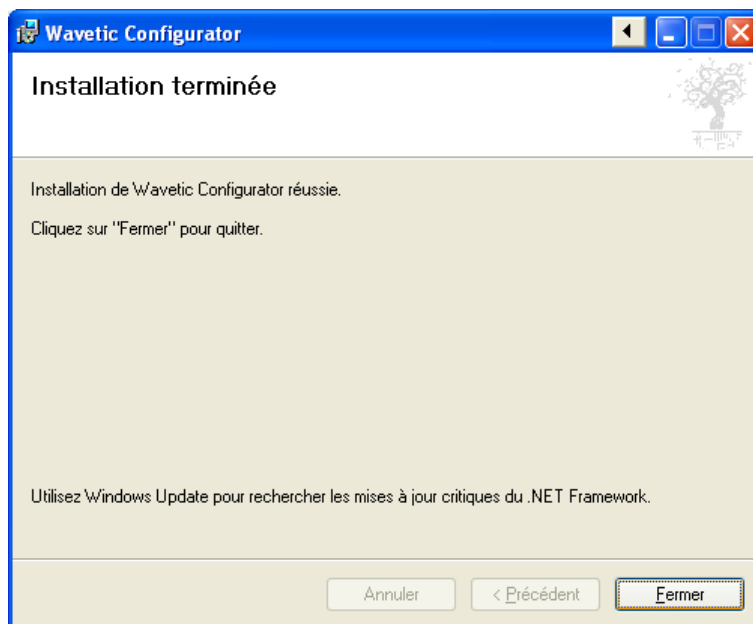 Wavetic Configurator
Installation terminée
Installation de Wavetic Configurator réussie.
Cliquez sur "Fermer" pour quitter.
Utilisez Windows Update pour rechercher les mises à jour critiques du .NET Framework.
Annuler
< Précédent
Fermer